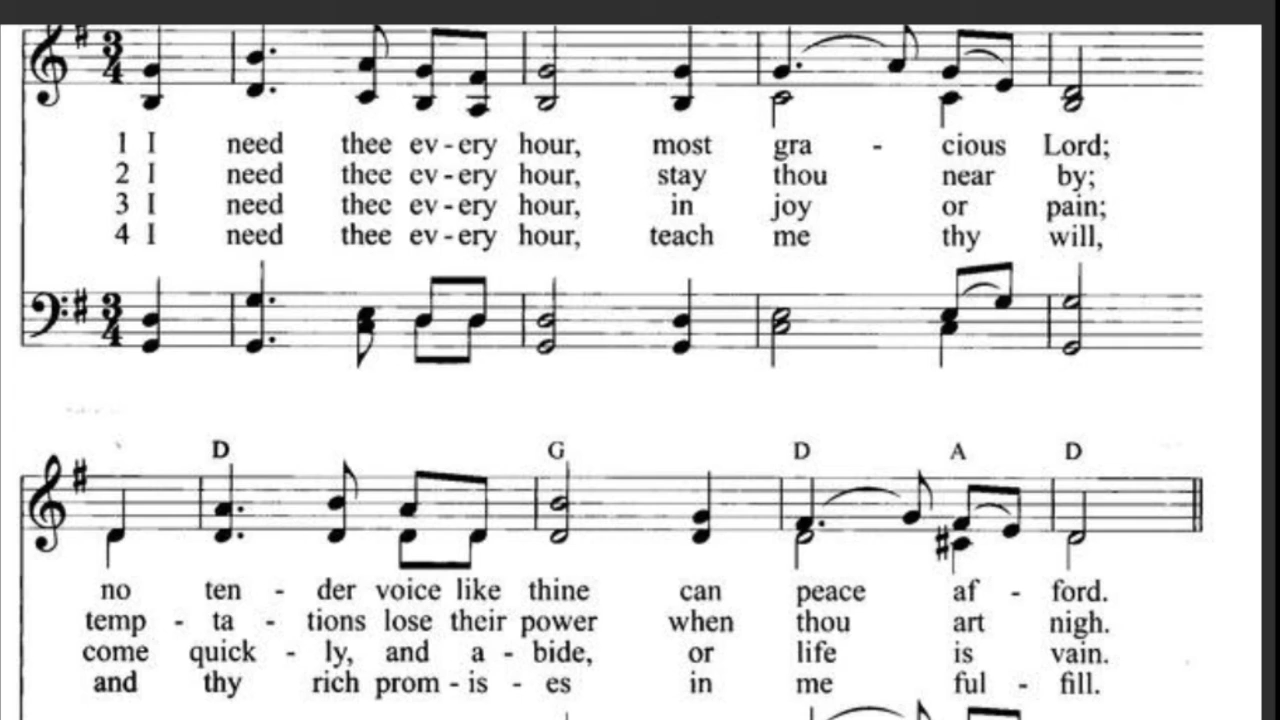 3
4
1 I need thee ev - ery hour, most gra - cious Lord;
2 I need thee ev - ery hour, stay thou near by;
3 I need thee ev - ery hour, in joy or pain;
4 I need thee ev - ery hour, teach me thy will,
3
4
D G D A D
no ten - der voice like thine can peace af - ford.
temp - ta - tions lose their power when thou art nigh.
come quick - ly, and a - bide, or life is vain.
and thy rich prom - is - es in me ful - fill.